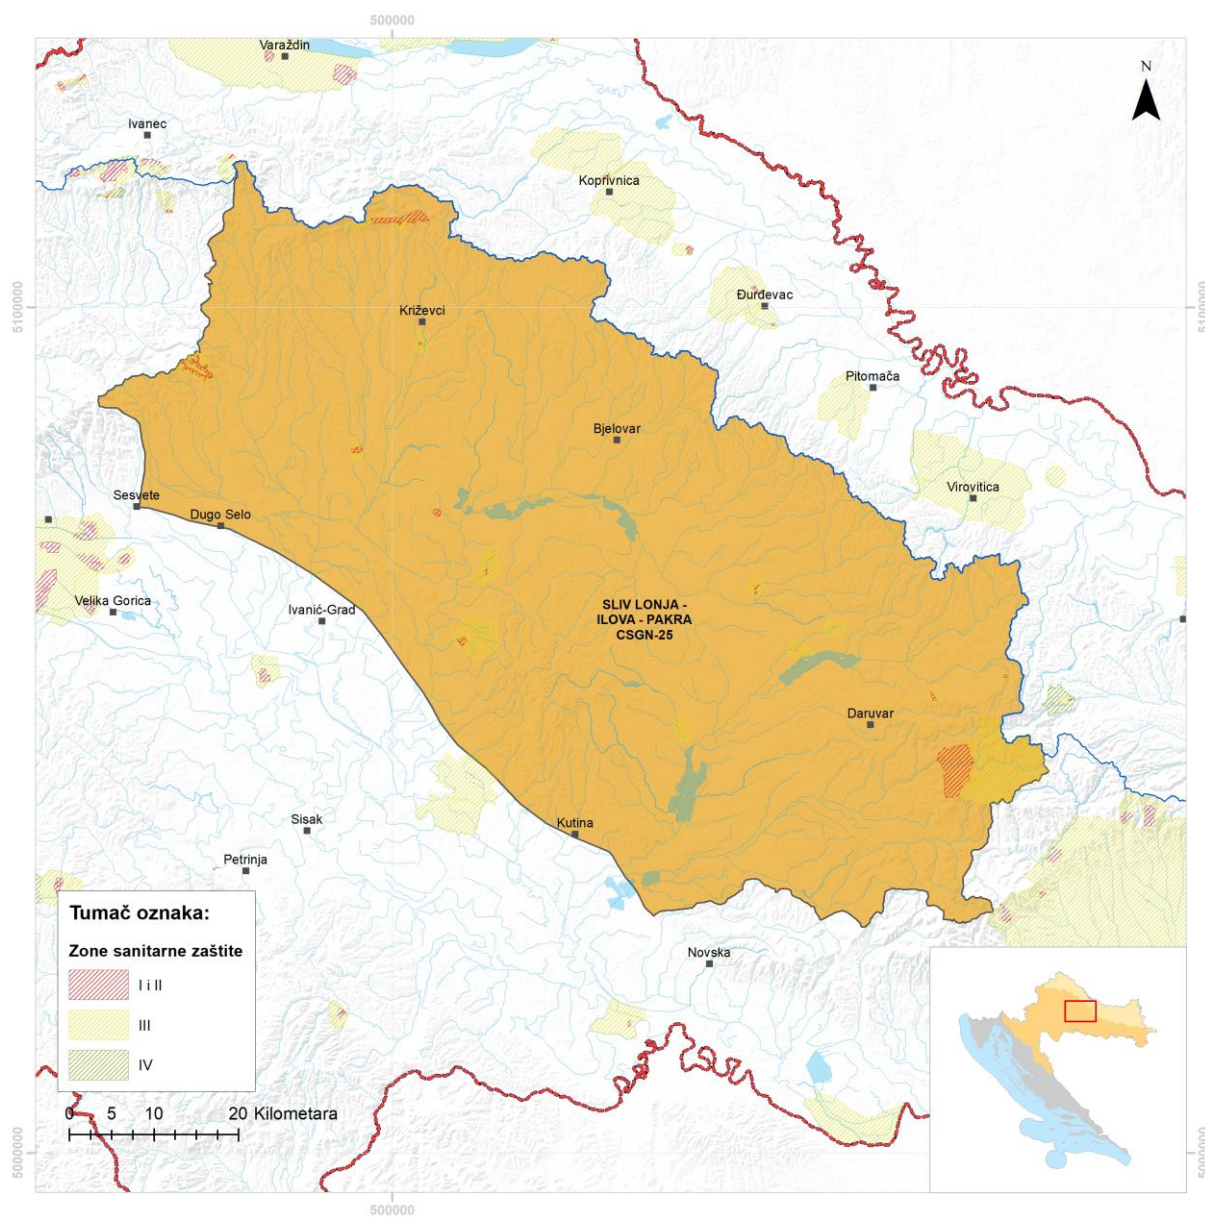 500000
Varaždin
N
Ivanec
Koprivnica
5100000
Đurđevac
5100000
Križevci
Pitomača
Bjelovar
Virovitica
Sesvete
Dugo Selo
Velika Gorica
Ivanić-Grad
SLIV LONJA -
ILOVA - PAKRA
CSGN-25
Daruvar
Sisak
Kutina
Petrinja
Novska
Tumač oznaka:
Zone sanitarne zaštite
I i II
III
IV
0 5 10 20 Kilometara
5000000
5000000
500000